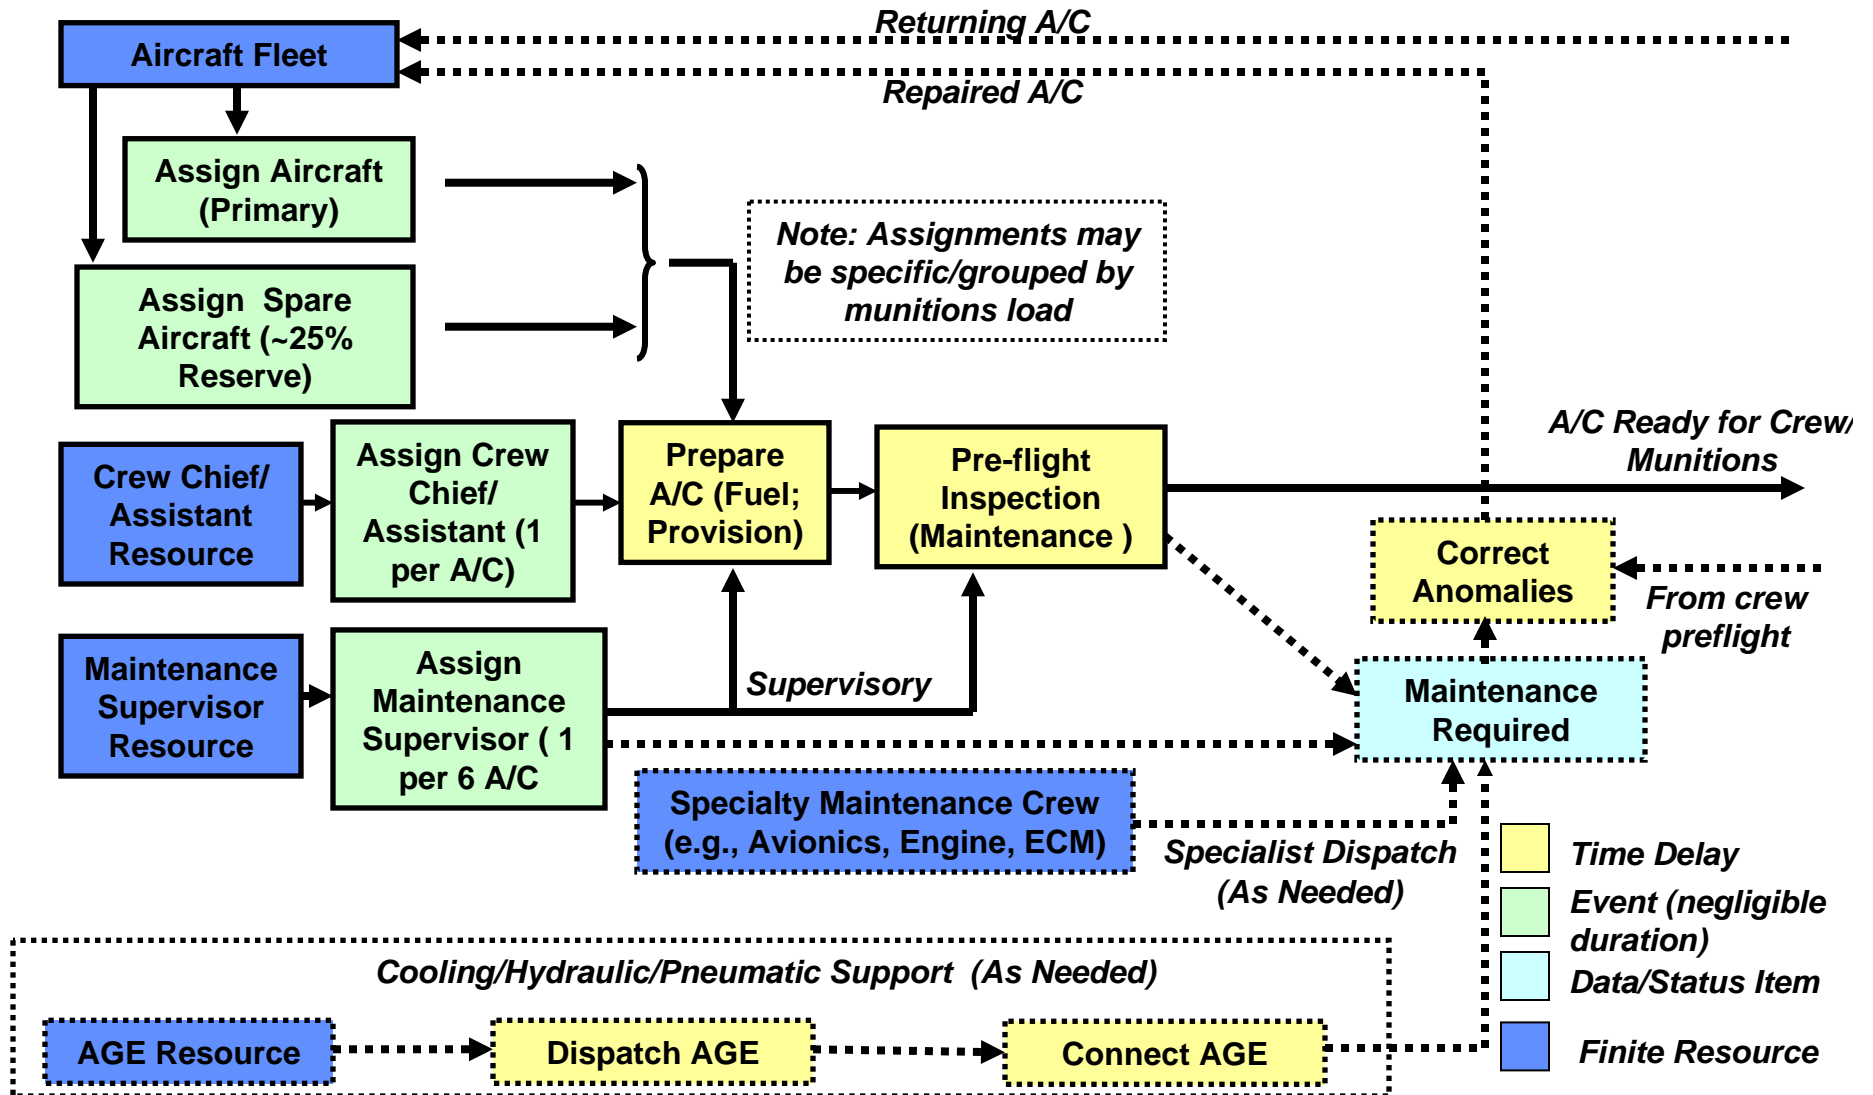 Returning A/C
Aircraft Fleet
Repaired A/C
Assign Aircraft
(Primary)
Note: Assignments may
be specific/grouped by
munitions load
Assign  Spare
Aircraft (~25%
Reserve)
A/C Ready for Crew/
Munitions
Crew Chief/
Assistant
Resource
Assign Crew
Chief/
Assistant (1
per A/C)
Prepare
A/C (Fuel;
Provision)
Pre-flight
Inspection
(Maintenance )
Correct
Anomalies
From crew
preflight
Maintenance
Supervisor
Resource
Assign
Maintenance
Supervisor ( 1
per 6 A/C
Supervisory
Maintenance
Required
Specialty Maintenance Crew
(e.g., Avionics, Engine, ECM)
Specialist Dispatch
(As Needed)
Time Delay
Event (negligible
duration)
Data/Status Item
Finite Resource
Cooling/Hydraulic/Pneumatic Support  (As Needed)
AGE Resource
Dispatch AGE
Connect AGE